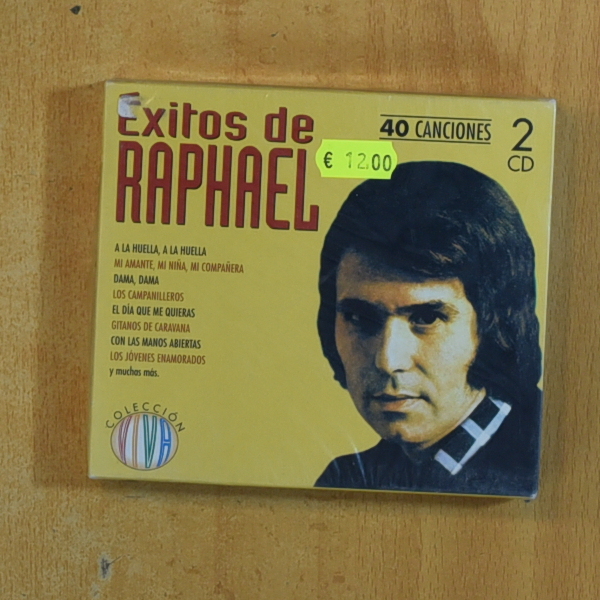 Éxitos de
RAPHAEL
40 CANCIONES
2
CD
€ 12.00
A LA HUELLA, A LA HUELLA
MI AMANTE, MI NIÑA, MI COMPAÑERA
DAMA, DAMA
LOS CAMPANILLEROS
EL DÍA QUE ME QUIERAS
GITANOS DE CARAVANA
CON LAS MANOS ABIERTAS
LOS JÓVENES ENAMORADOS
y muchas más.
COLECCIÓN
VIVA